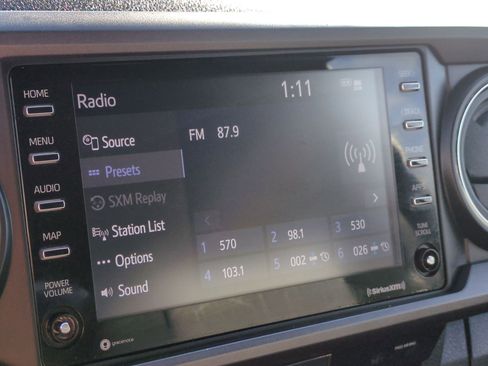 HOME
MENU
AUDIO
MAP
POWER
VOLUME
Radio
1:11
Source
Presets
SXM Replay
Station List
Options
Sound
FM 87.9
1 570
2 98.1
3 530
4 103.1
5 002
6 026
SEEK
TRACK
PHONE
APPS
TUNE
SCROLL
gracenote
SiriusXM